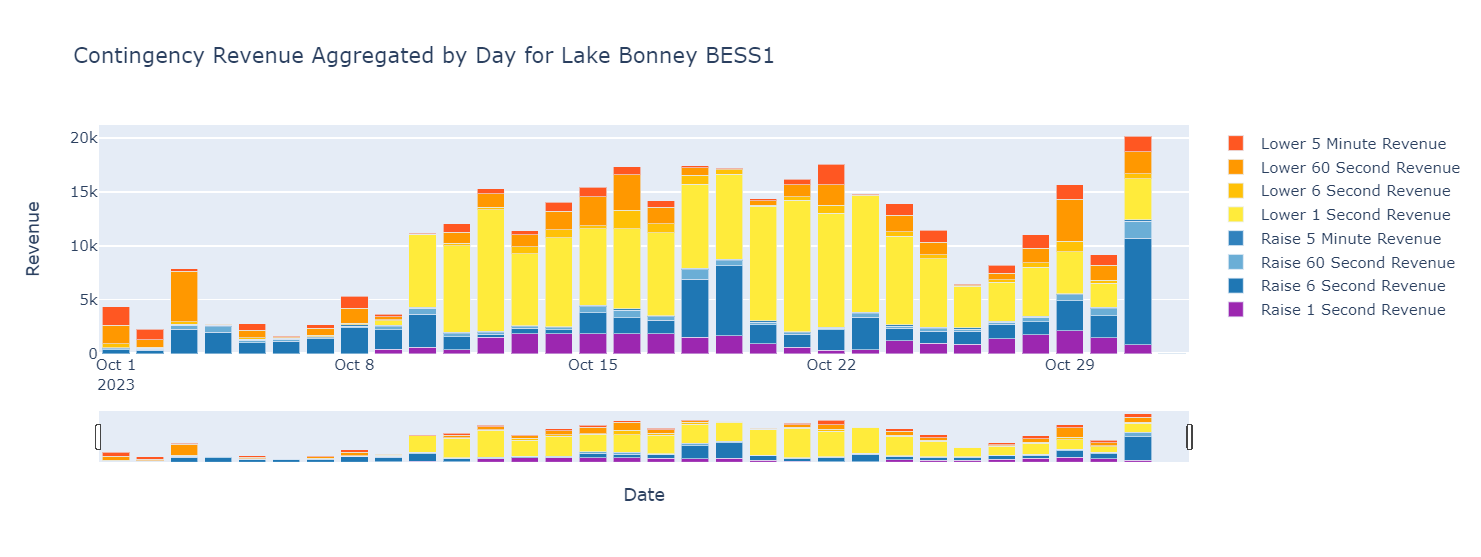 Contingency Revenue Aggregated by Day for Lake Bonney BESS1
Revenue
20k
15k
10k
5k
0
Oct 1
2023
Oct 8
Oct 15
Oct 22
Oct 29
Date
Lower 5 Minute Revenue
Lower 60 Second Revenue
Lower 6 Second Revenue
Lower 1 Second Revenue
Raise 5 Minute Revenue
Raise 60 Second Revenue
Raise 6 Second Revenue
Raise 1 Second Revenue